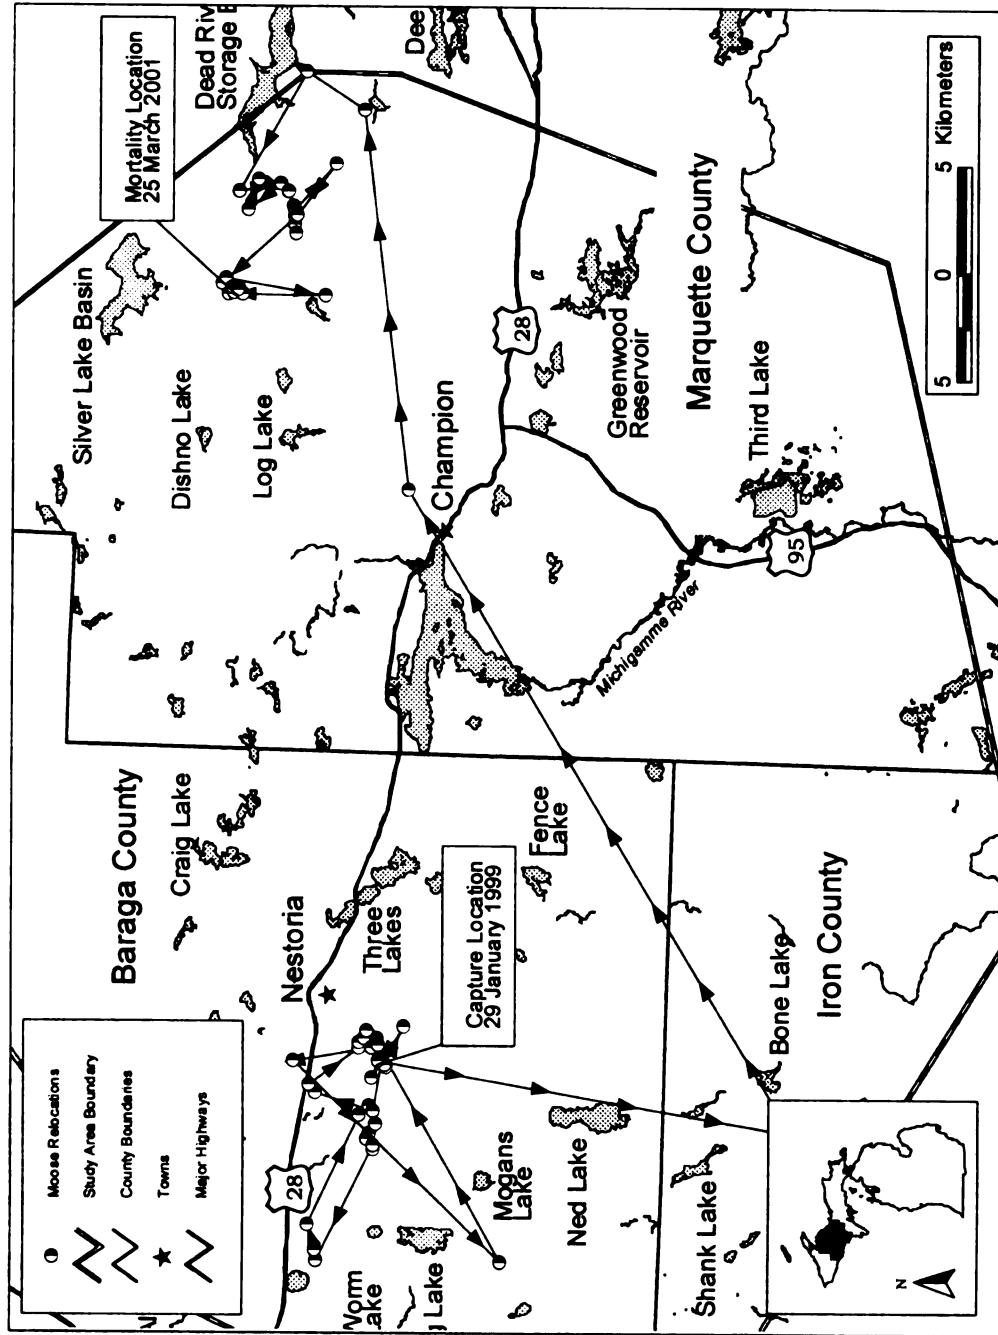 Moose Relocations
Study Area Boundary
County Boundaries
Towns
Major Highways
Baraga County
Craig Lake
Nestoria
Three
Lakes
Capture Location
29 January 1999
Fence
Lake
28
Mogans
Lake
Ned Lake
Shank Lake
Bone Lake
Iron County
N
Lake
Silver Lake Basin
Dishno Lake
Log Lake
Champion
Mortality Location
25 March 2001
Dead Riv
Storage B
Dee
28
Greenwood
Reservoir
Marquette County
Third Lake
95
Michigamme River
5 0 5 Kilometers